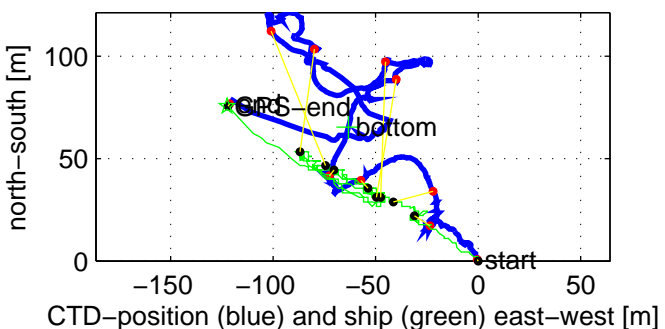 100
50
0
north−south [m]
end
GPS−end
bottom
start
−150 −100 −50 0 50
CTD−position (blue) and ship (green) east−west [m]